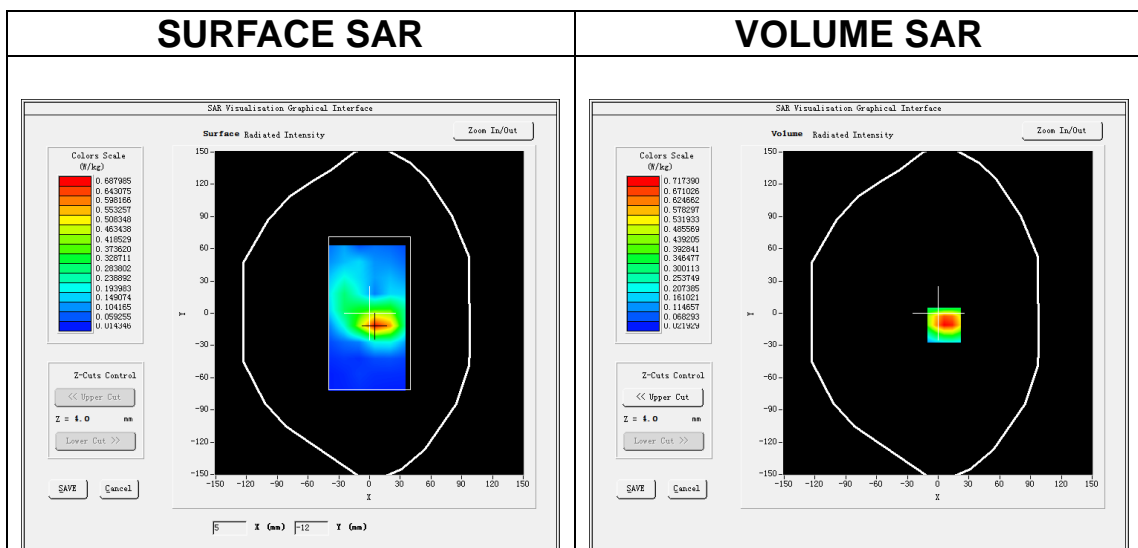 SURFACE SAR
VOLUME SAR
SAR Visualisation Graphical Interface
Surface Radiated Intensity
Zoom In/Out
Colors Scale
(W/kg)
0.687985
0.643075
0.598166
0.553257
0.508348
0.463438
0.418529
0.373620
0.328711
0.283802
0.238892
0.193983
0.149074
0.104165
0.059255
0.014346
Z-Cuts Control
<< Upper Cut
Z = 4.0 mm
Lower Cut >>
SAVE
Cancel
150
120
90
60
30
0
-30
-60
-90
-120
-150
Y
-150 -120 -90 -60 -30 0 30 60 90 120 150
X
5 X (mm) -12 Y (mm)
SAR Visualisation Graphical Interface
Volume Radiated Intensity
Zoom In/Out
Colors Scale
(W/kg)
0.717390
0.671026
0.624662
0.578297
0.531933
0.485569
0.439205
0.392841
0.346477
0.300113
0.253749
0.207385
0.161021
0.114657
0.068293
0.021929
Z-Cuts Control
<< Upper Cut
Z = 4.0 mm
Lower Cut >>
SAVE
Cancel
150
120
90
60
30
0
-30
-60
-90
-120
-150
Y
-150 -120 -90 -60 -30 0 30 60 90 120 150
X